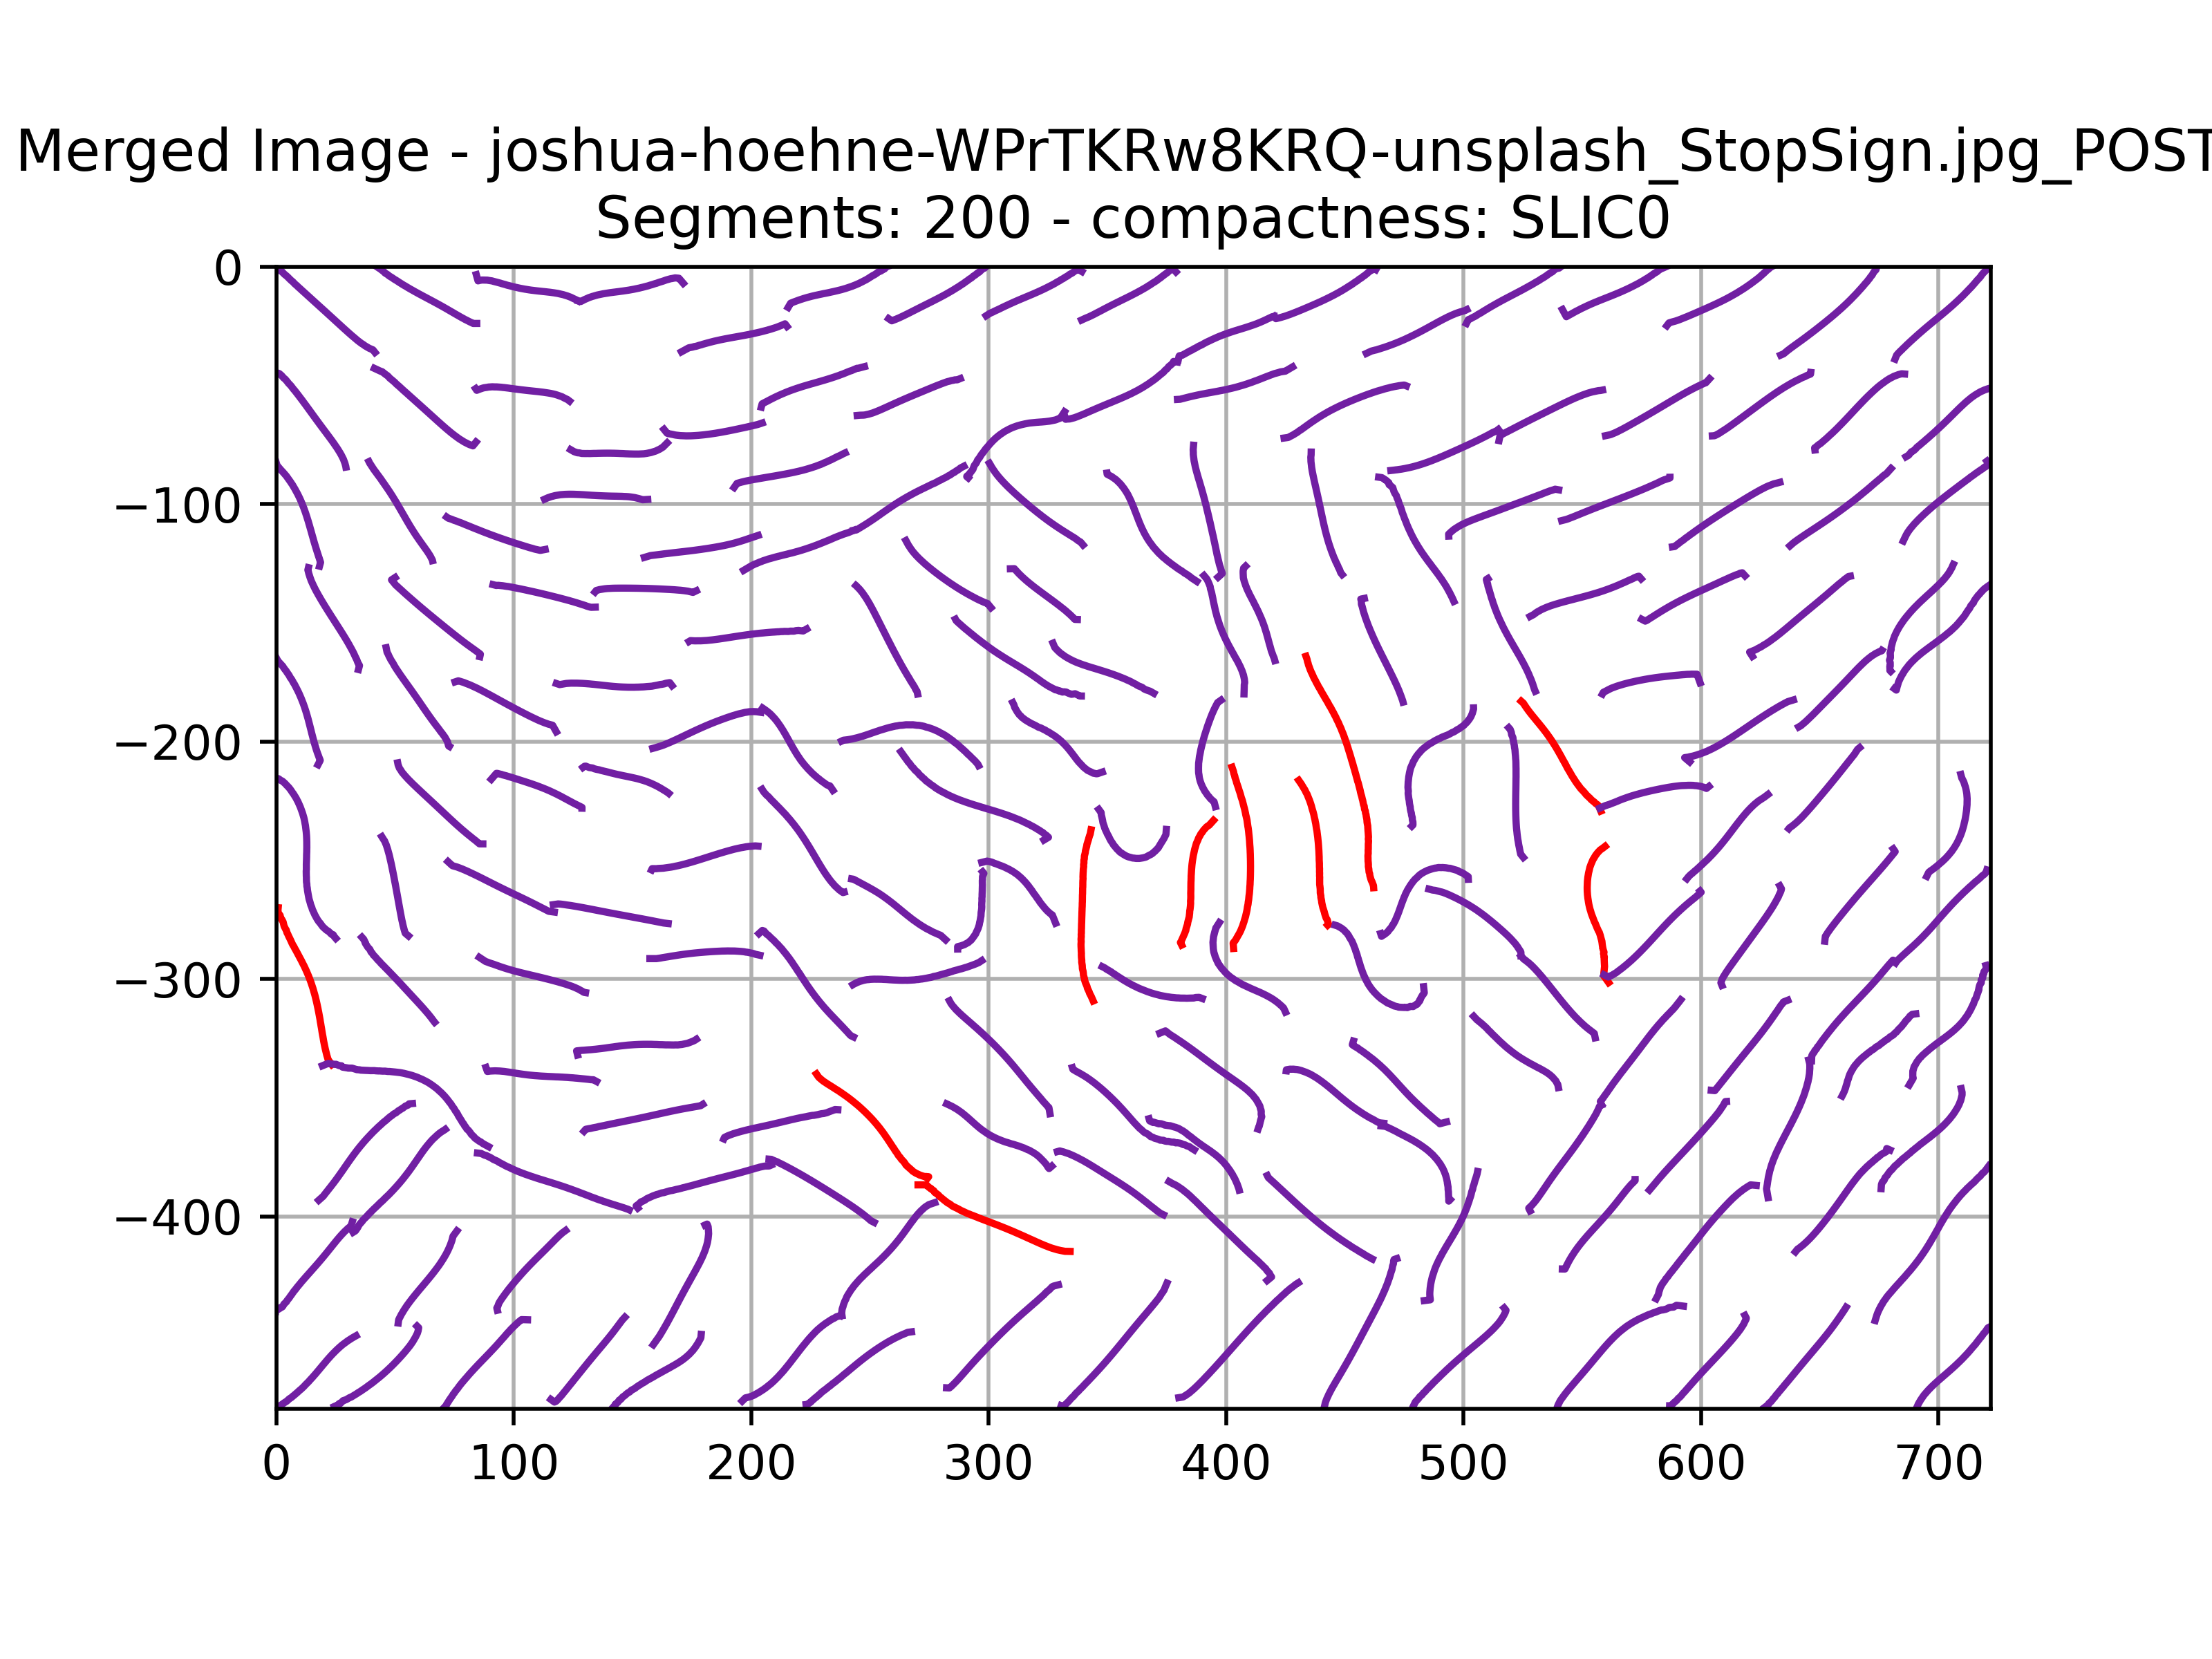 Merged Image - joshua-hoehne-WPrTKRw8KRQ-unsplash_StopSign.jpg_POST
Segments: 200 - compactness: SLIC0
0
−100
−200
−300
−400
0 100 200 300 400 500 600 700